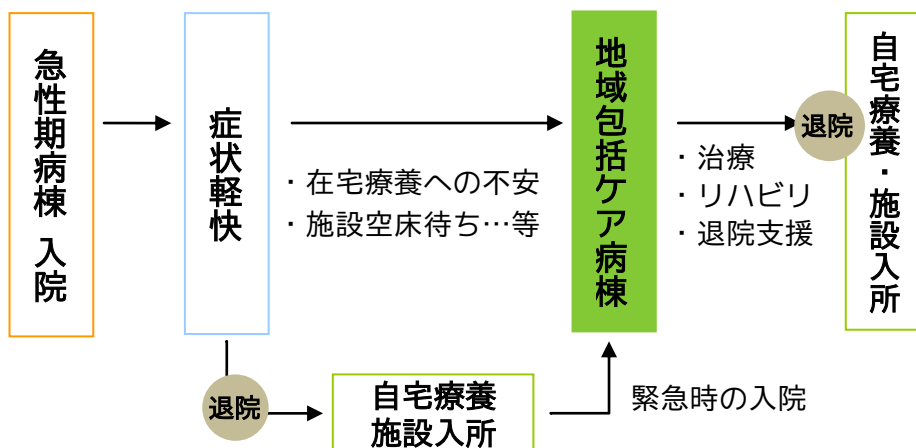 急性期病棟 入院
症状軽快
・在宅療養への不安
・施設空床待ち…等
地域包括ケア病棟
・治療
・リハビリ
・退院支援
退院
自宅療養・施設入所
退院
自宅療養
施設入所
緊急時の入院